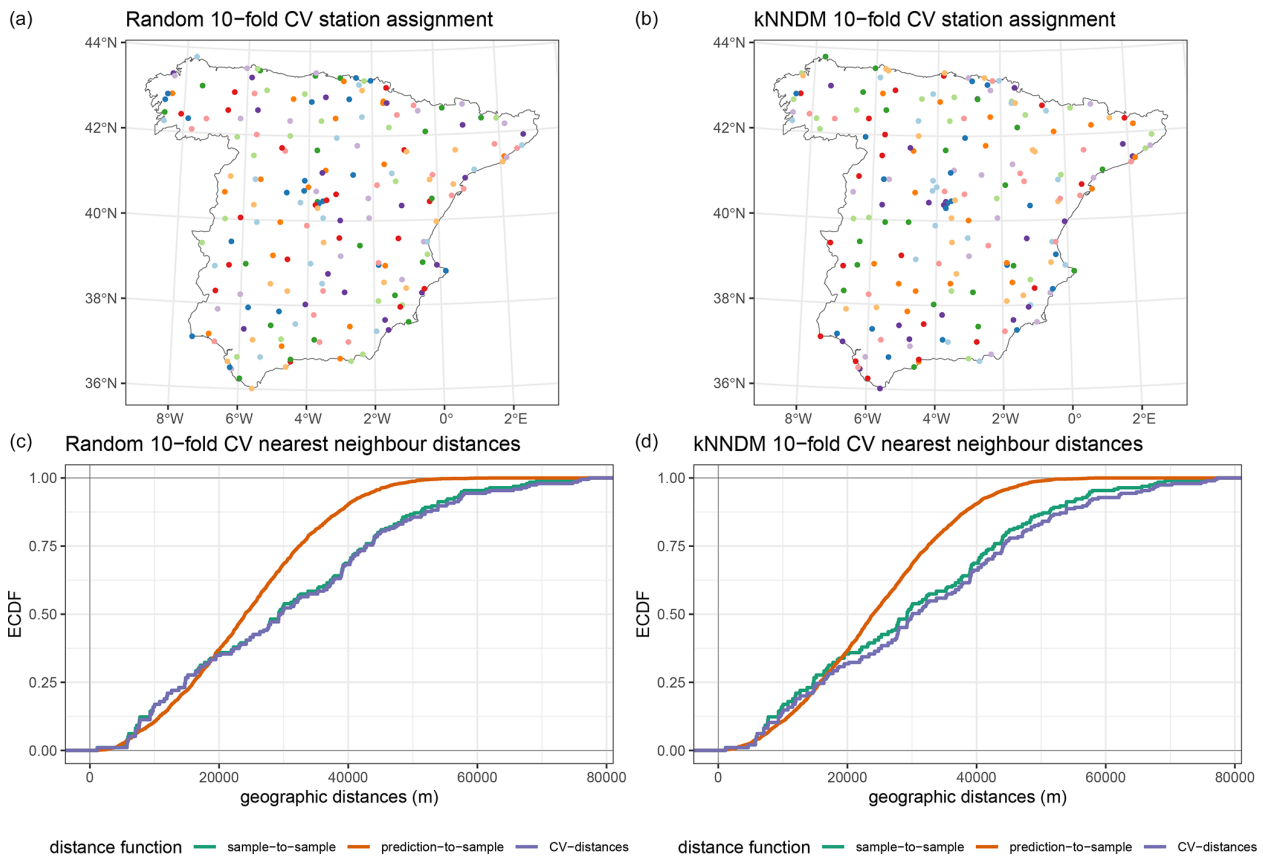 (a) Random 10−fold CV station assignment
44°N
42°N
40°N
38°N
36°N
8°W 6°W 4°W 2°W 0° 2°E
(b) kNNDM 10−fold CV station assignment
44°N
42°N
40°N
38°N
36°N
8°W 6°W 4°W 2°W 0° 2°E
(c) Random 10−fold CV nearest neighbour distances
ECDF
1.00
0.75
0.50
0.25
0.00
0 20000 40000 60000 80000
geographic distances (m)
distance function sample−to−sample prediction−to−sample CV−distances
(d) kNNDM 10−fold CV nearest neighbour distances
ECDF
1.00
0.75
0.50
0.25
0.00
0 20000 40000 60000 80000
geographic distances (m)
distance function sample−to−sample prediction−to−sample CV−distances